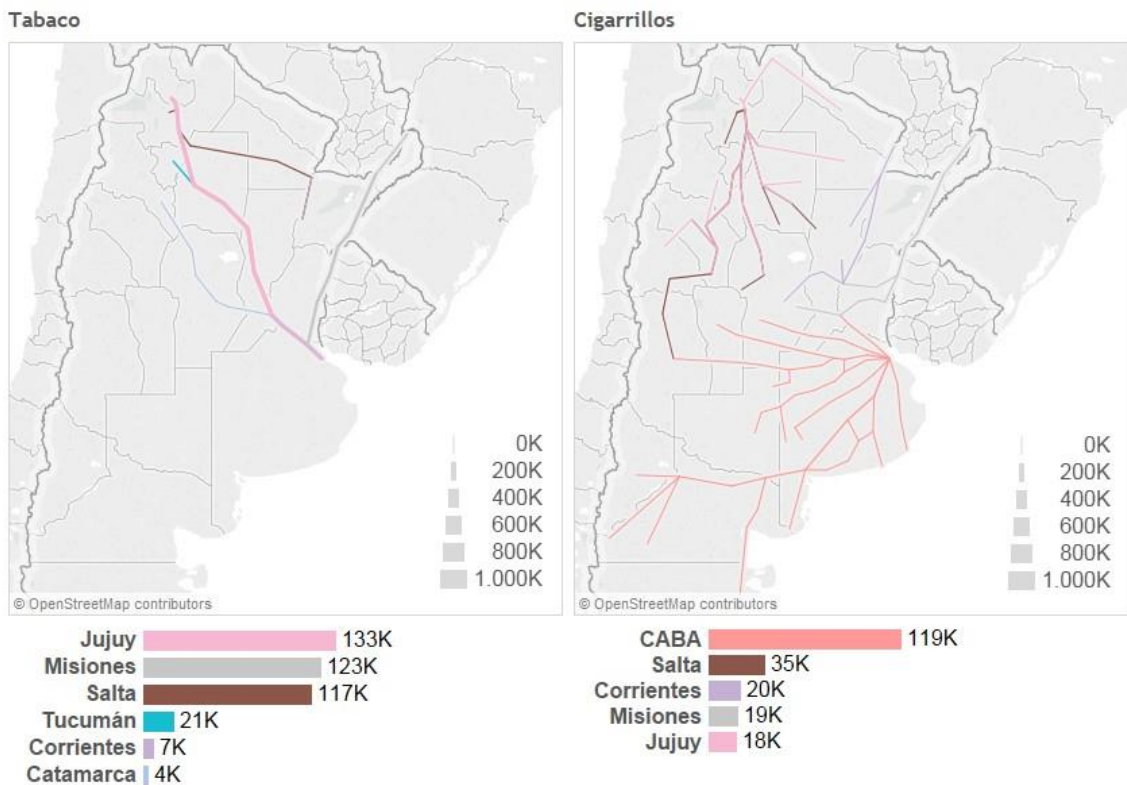 Tabaco
0K
200K
400K
600K
800K
1.000K
© OpenStreetMap contributors
Jujuy 133K
Misiones 123K
Salta 117K
Tucumán 21K
Corrientes 7K
Catamarca 4K
Cigarrillos
0K
200K
400K
600K
800K
1.000K
© OpenStreetMap contributors
CABA 119K
Salta 35K
Corrientes 20K
Misiones 19K
Jujuy 18K